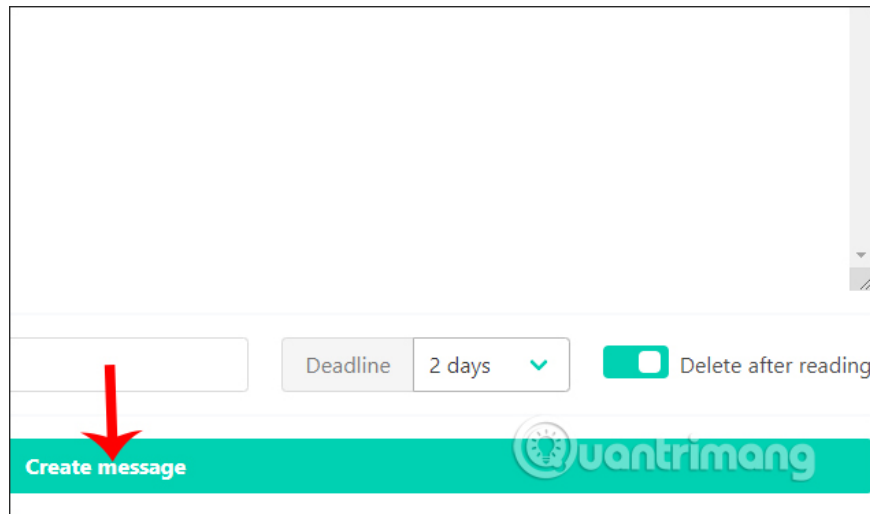 Deadline 2 days Delete after reading
Create message
Quantrimang